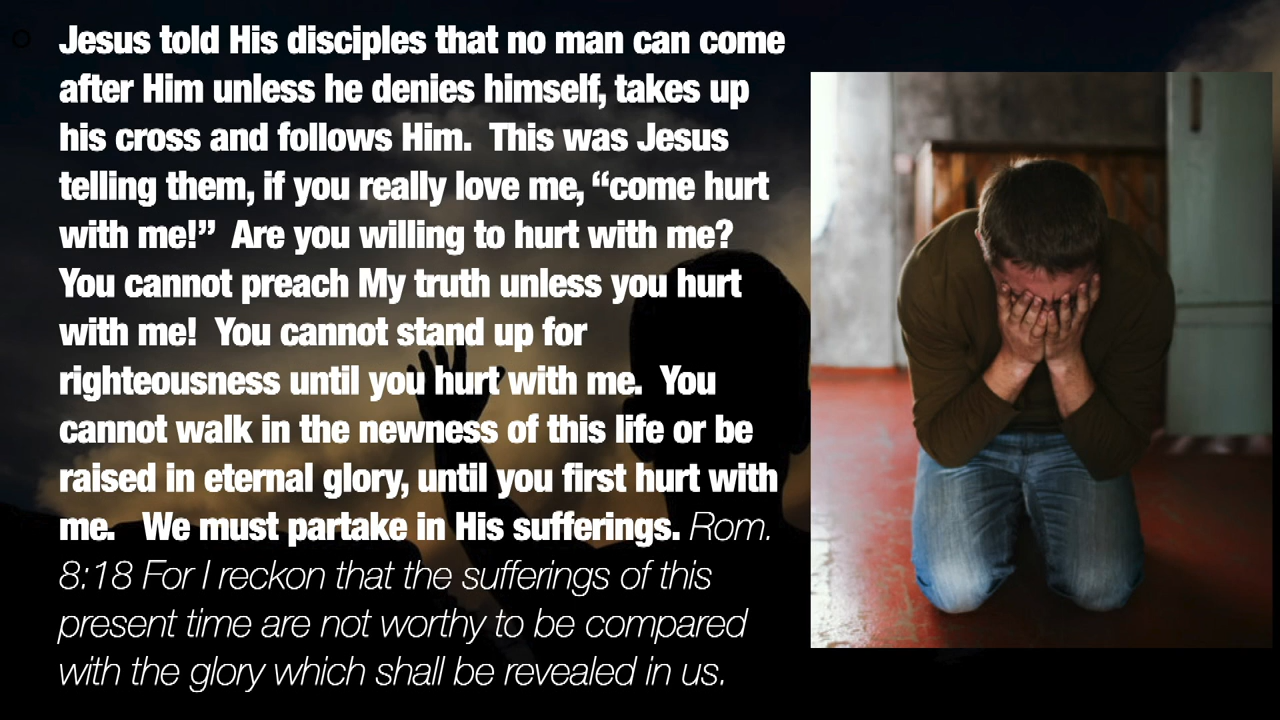 Jesus told His disciples that no man can come
after Him unless he denies himself, takes up
his cross and follows Him.  This was Jesus
telling them, if you really love me, “come hurt
with me!”  Are you willing to hurt with me?
You cannot preach My truth unless you hurt
with me!  You cannot stand up for
righteousness until you hurt with me.  You
cannot walk in the newness of this life or be
raised in eternal glory, until you first hurt with
me.   We must partake in His sufferings. Rom.
8:18 For I reckon that the sufferings of this
present time are not worthy to be compared
with the glory which shall be revealed in us.